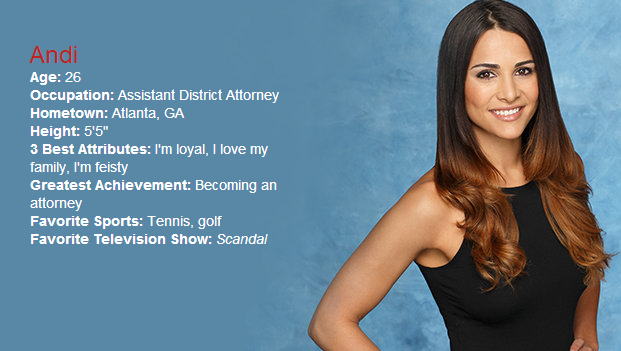 Andi
Age: 26
Occupation: Assistant District Attorney
Hometown: Atlanta, GA
Height: 5'5"
3 Best Attributes: I'm loyal, I love my
family, I'm feisty
Greatest Achievement: Becoming an
attorney
Favorite Sports: Tennis, golf
Favorite Television Show: Scandal